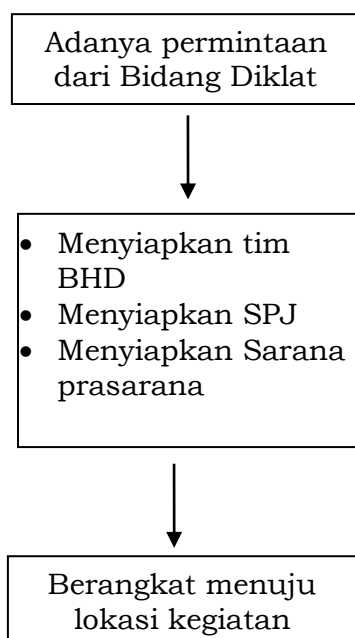 Adanya permintaan
dari Bidang Diklat
• Menyiapkan tim
BHD
• Menyiapkan SPJ
• Menyiapkan Sarana
prasarana
Berangkat menuju
lokasi kegiatan